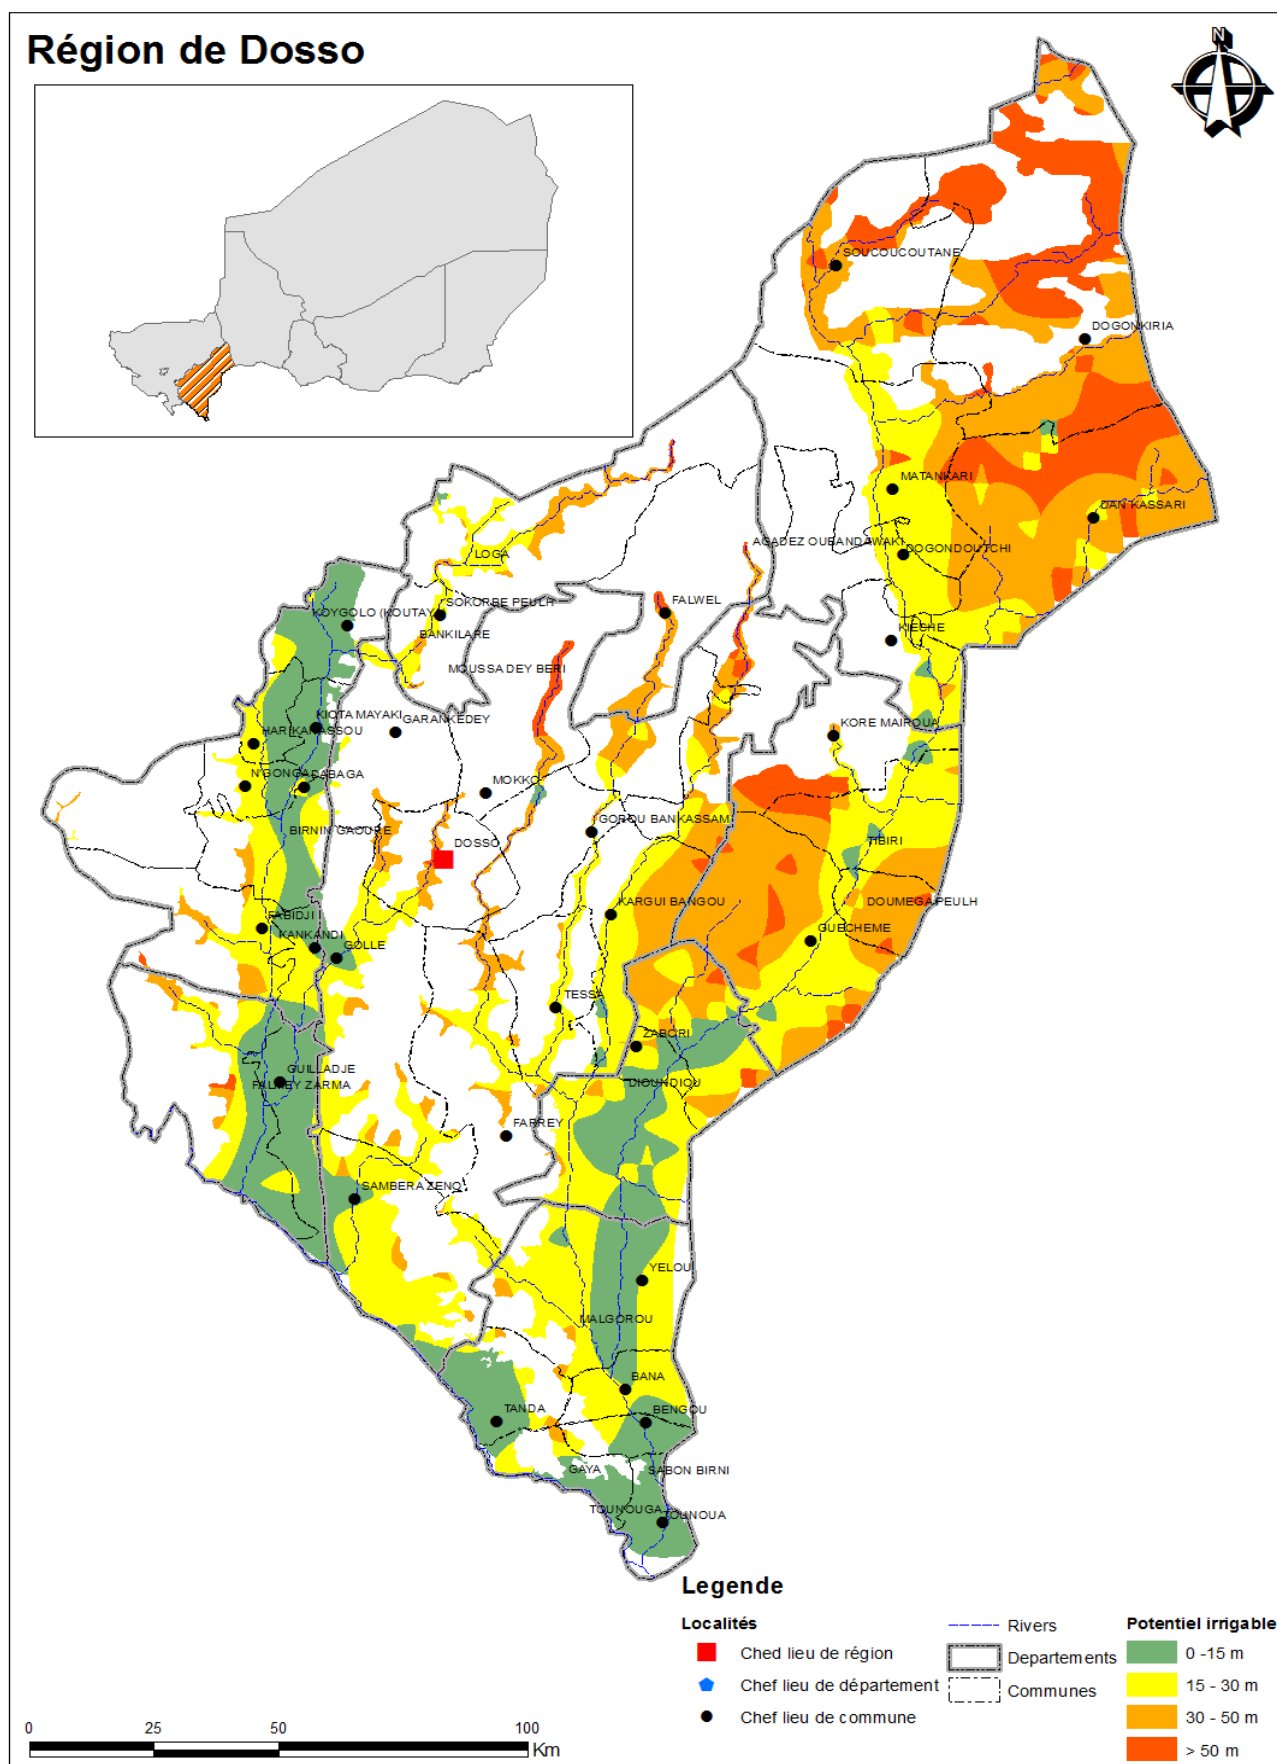 Région de Dosso
N
SOUCOUCOUTANE
DOGONKIRIA
MATANKARI
DAN KASSARI
AGADEZ OUBANDAWAKI
DOGONDOUTCHI
LOGA
KOYGOLO (KOUTAY
SOKORBE PEULH
FALWEL
BANKILARE
KIECHE
MOUSSA DEY BERI
KIOTA MAYAKI
GARANKEDEY
HARIKANASSOU
KORE MAIROUA
N'GONGA
DABAGA
MOKKO
BIRNIN GAOURE
GOROU BANKASSAM
DOSSO
TIBIRI
KARGUI BANGOU
DOUMEGA PEULH
FABIDJI
KANKANDI
GOLLE
GUECHEME
TESSA
ZABORI
GUILLADJE
FALMEY ZARMA
DIOUNDIOU
FARREY
SAMBERA ZENO
YELOU
MALGOROU
BANA
TANDA
BENGOU
GAYA
SABON BIRNI
TOUNOUGA
TOUNOUA
Legende
Localités
Ched lieu de région
Chef lieu de département
Chef lieu de commune
Rivers
Departements
Communes
Potentiel irrigable
0 -15 m
15 - 30 m
30 - 50 m
> 50 m
0 25 50 100
Km